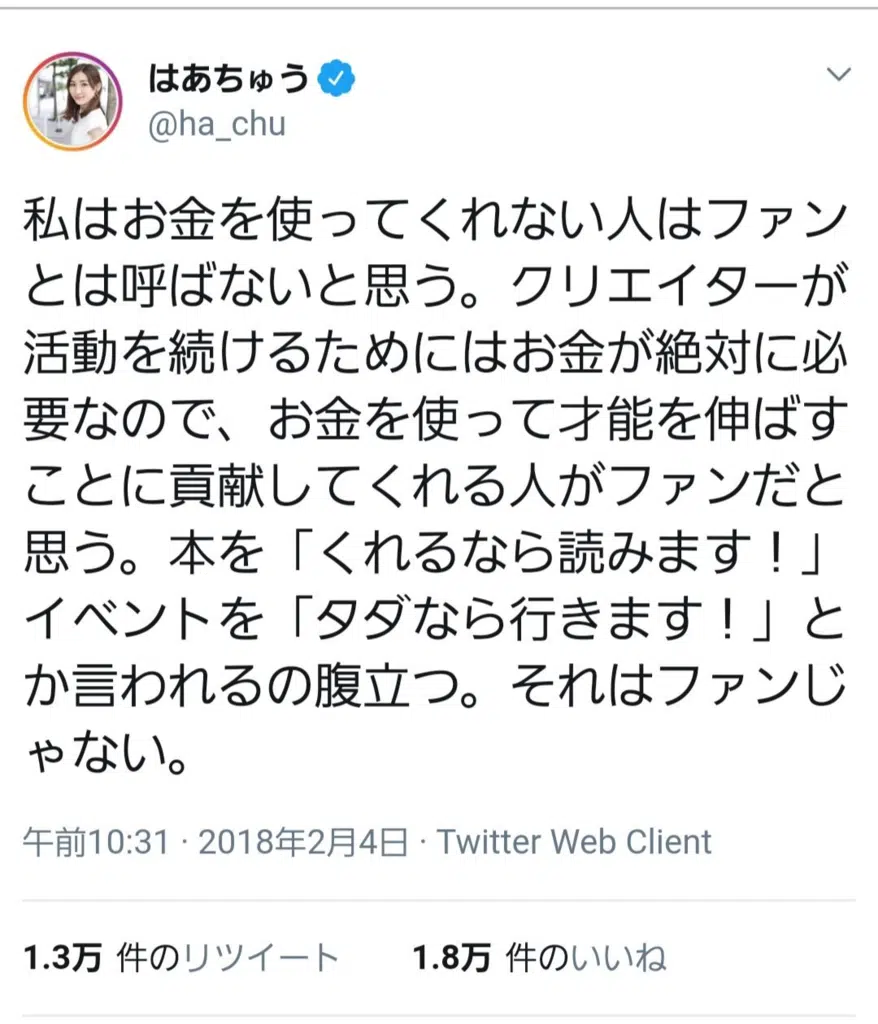 はあちゅう
@ha_chu
私はお金を使ってくれない人はファン
とは呼ばないと思う。クリエイターが
活動を続けるためにはお金が絶対に必
要なので、お金を使って才能を伸ばす
ことに貢献してくれる人がファンだと
思う。本を「くれるなら読みます！」
イベントを「タダなら行きます！」と
か言われるの腹立つ。それはファンじ
ゃない。
午前10:31 · 2018年2月4日 · Twitter Web Client
1.3万 件のリツイート 1.8万 件のいいね